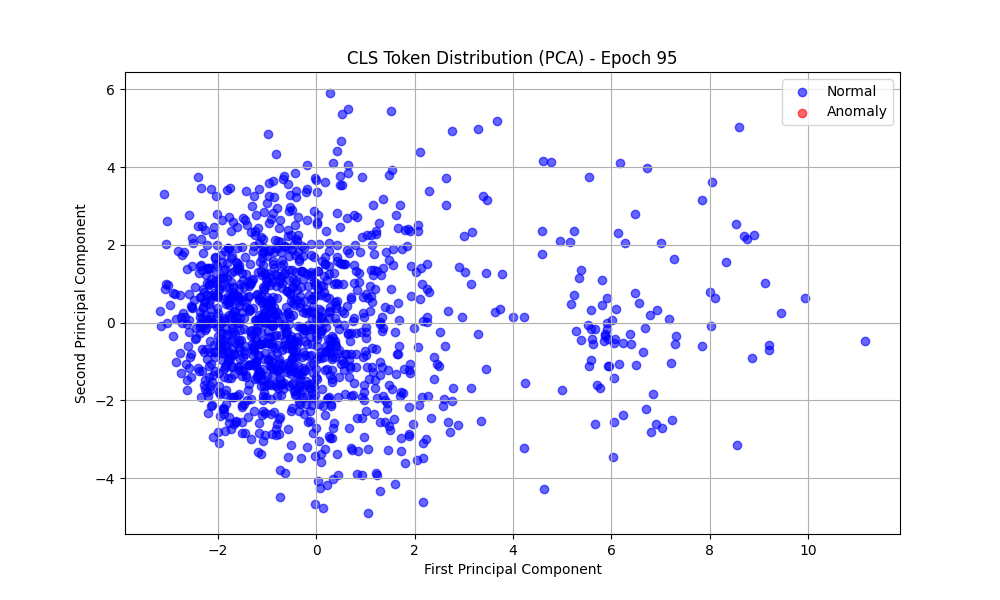 CLS Token Distribution (PCA) - Epoch 95
Normal
Anomaly
6
4
2
0
−2
−4
Second Principal Component
−2 0 2 4 6 8 10
First Principal Component